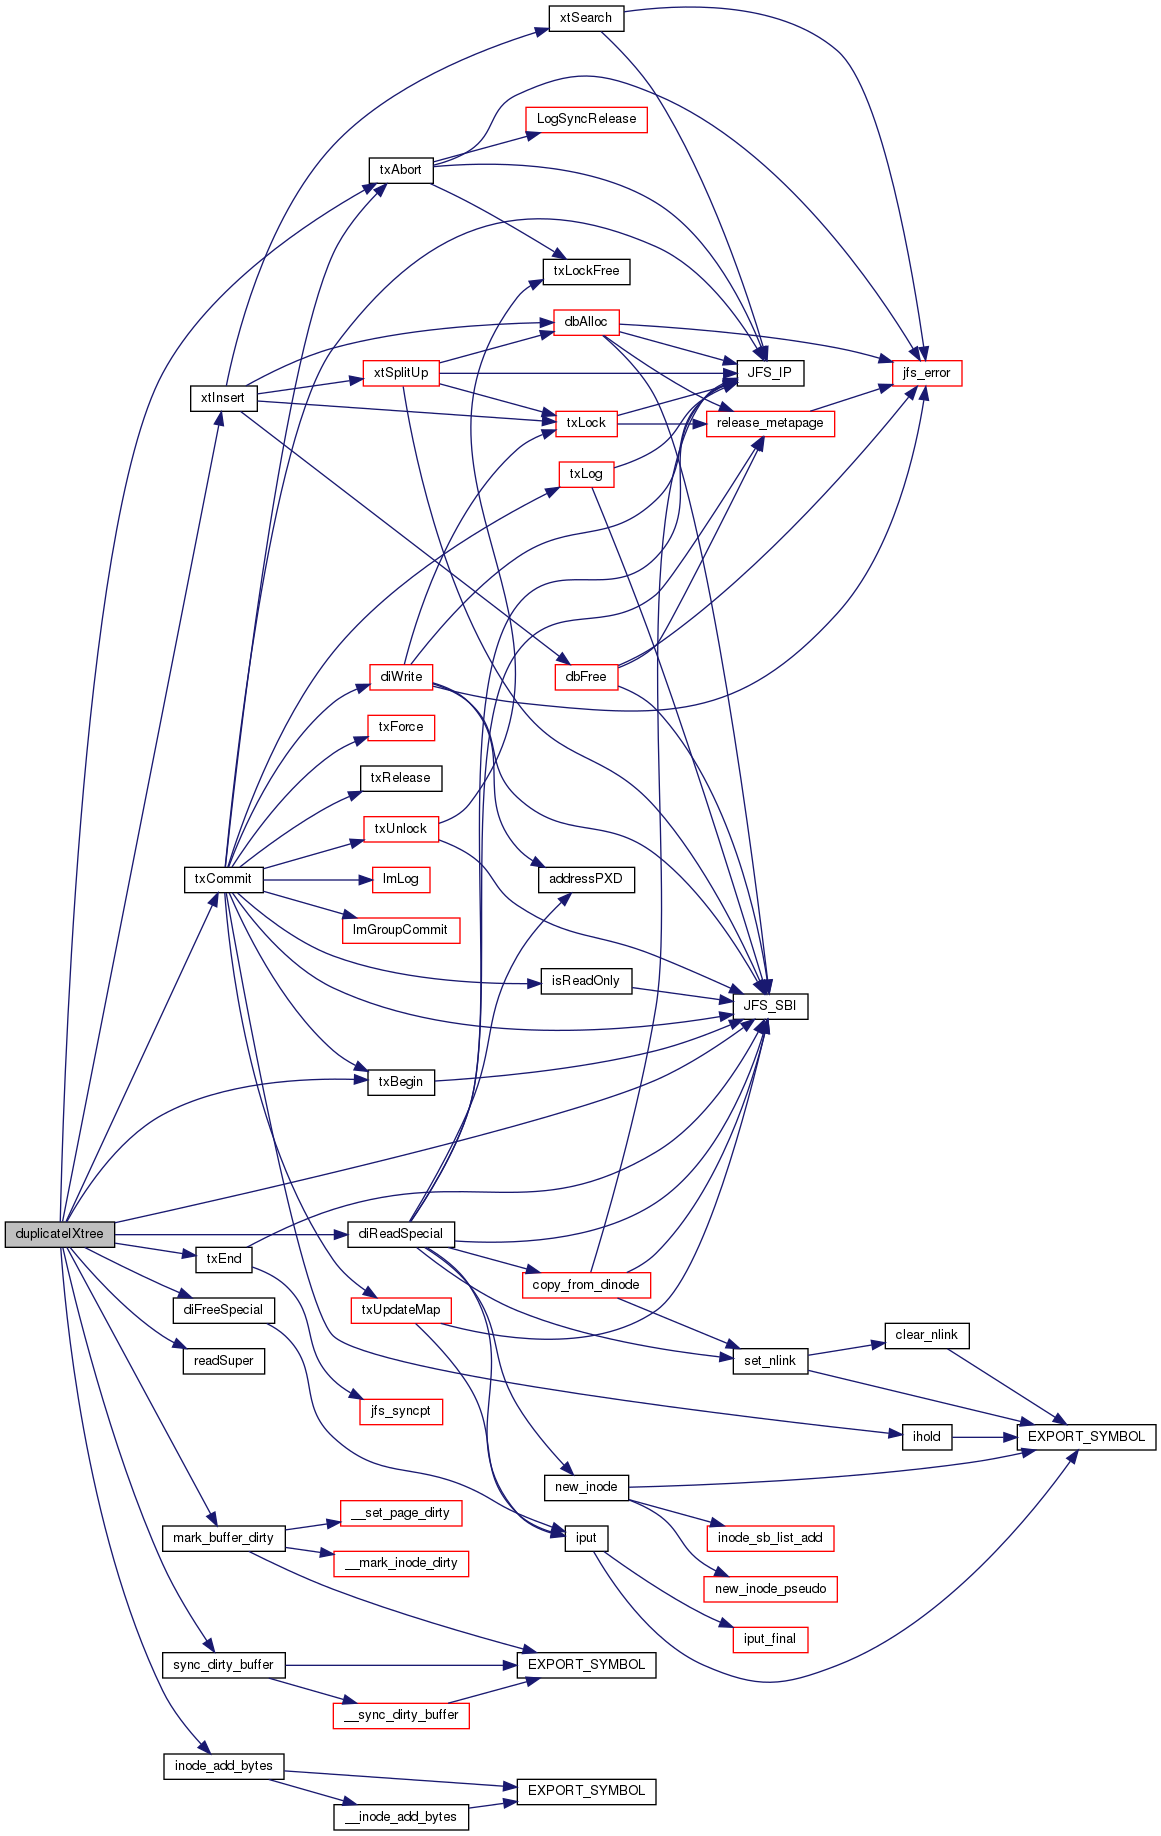 xtSearch
LogSyncRelease
txAbort
txLockFree
dbAlloc
xtSplitUp
JFS_IP
jfs_error
xtInsert
txLock
release_metapage
txLog
diWrite
dbFree
txForce
txRelease
txUnlock
txCommit
lmLog
addressPXD
lmGroupCommit
isReadOnly
JFS_SBI
txBegin
duplicateIXtree
diReadSpecial
txEnd
copy_from_dinode
diFreeSpecial
txUpdateMap
clear_nlink
readSuper
set_nlink
jfs_syncpt
ihold
EXPORT_SYMBOL
new_inode
__set_page_dirty
mark_buffer_dirty
iput
inode_sb_list_add
__mark_inode_dirty
new_inode_pseudo
iput_final
sync_dirty_buffer
EXPORT_SYMBOL
__sync_dirty_buffer
inode_add_bytes
EXPORT_SYMBOL
__inode_add_bytes